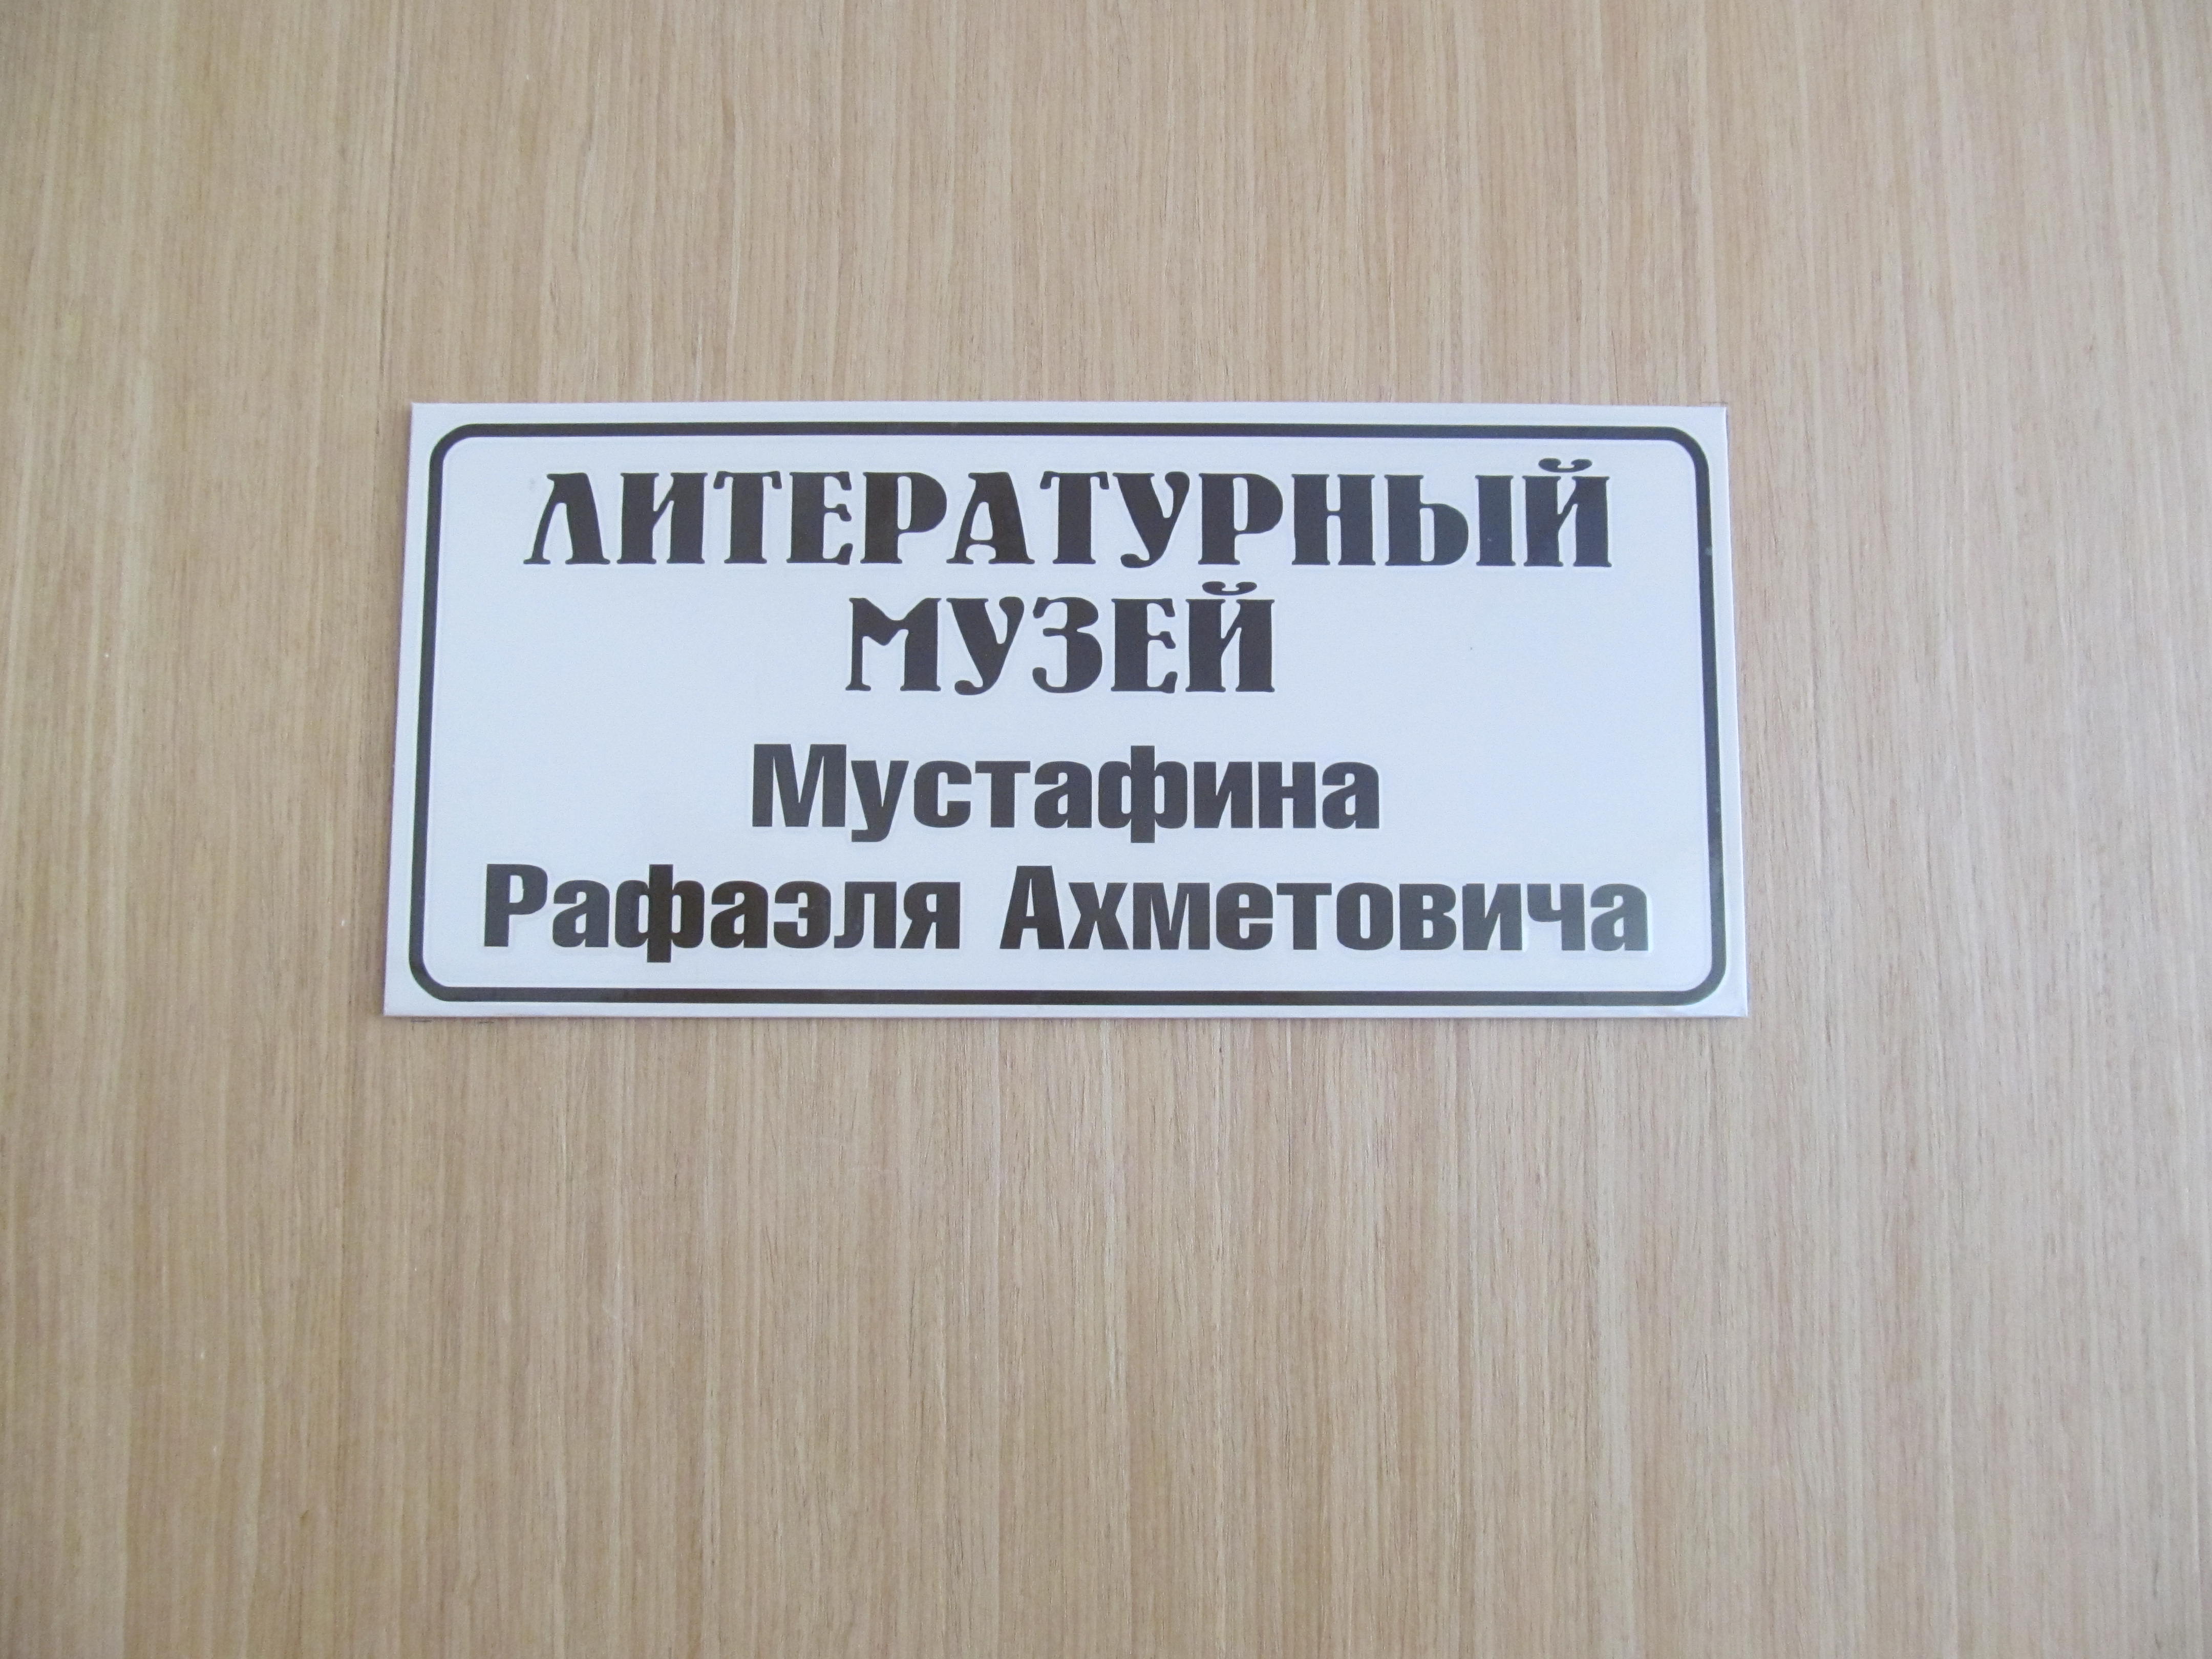 ЛИТЕРАТУРНЫЙ
МУЗЕЙ
Мустафина
Рафаэля Ахметовича